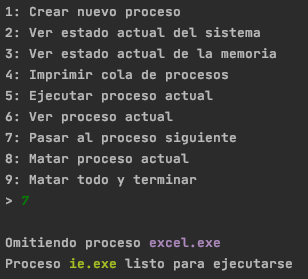 1: Crear nuevo proceso
2: Ver estado actual del sistema
3: Ver estado actual de la memoria
4: Imprimir cola de procesos
5: Ejecutar proceso actual
6: Ver proceso actual
7: Pasar al proceso siguiente
8: Matar proceso actual
9: Matar todo y terminar
> 7
Omitiendo proceso excel.exe
Proceso ie.exe listo para ejecutarse